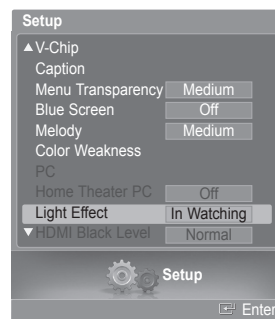 Setup
▲V-Chip
Caption
Menu Transparency Medium
Blue Screen Off
Melody Medium
Color Weakness
PC
Home Theater PC Off
Light Effect In Watching
▼HDMI Black Level Normal
Setup
Enter